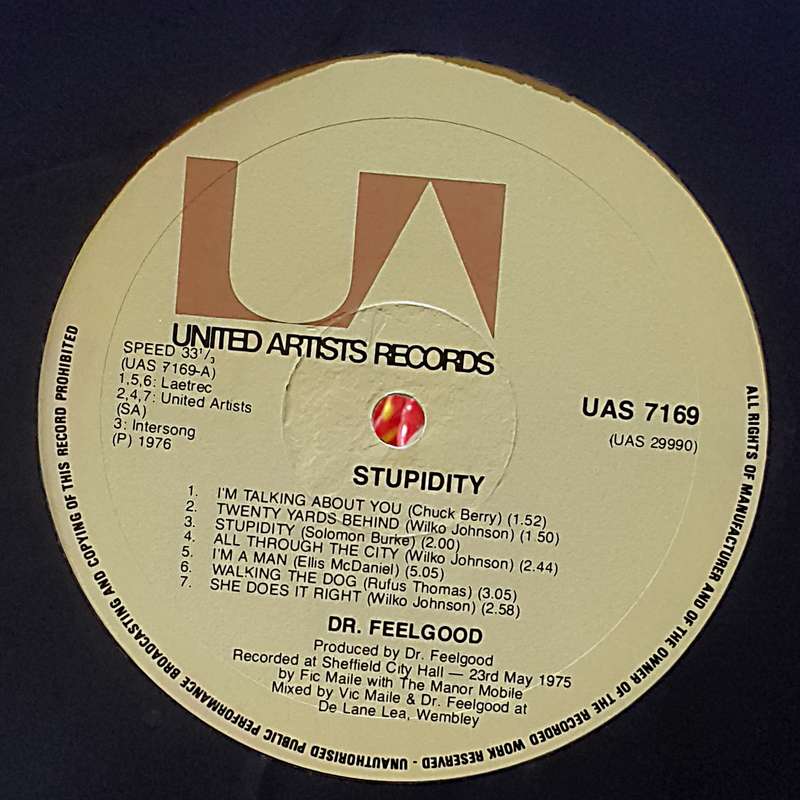 UA
UNITED ARTISTS RECORDS
SPEED 33⅓
(UAS 7169-A)
1,5,6: Laetrec
2,4,7: United Artists
(SA)
3: Intersong
(P) 1976
UAS 7169
(UAS 29990)
STUPIDITY
1. I'M TALKING ABOUT YOU (Chuck Berry) (1.52)
2. TWENTY YARDS BEHIND (Wilko Johnson) (1.50)
3. STUPIDITY (Solomon Burke) (2.00)
4. ALL THROUGH THE CITY (Wilko Johnson) (2.44)
5. I'M A MAN (Ellis McDaniel) (5.05)
6. WALKING THE DOG (Rufus Thomas) (3.05)
7. SHE DOES IT RIGHT (Wilko Johnson) (2.58)
DR. FEELGOOD
Produced by Dr. Feelgood
Recorded at Sheffield City Hall — 23rd May 1975
by Fic Maile with The Manor Mobile
Mixed by Vic Maile & Dr. Feelgood at
De Lane Lea, Wembley
ALL RIGHTS OF MANUFACTURER AND OF THE OWNER OF THE RECORDED WORK RESERVED - UNAUTHORISED PUBLIC PERFORMANCE BROADCASTING AND COPYING OF THIS RECORD PROHIBITED